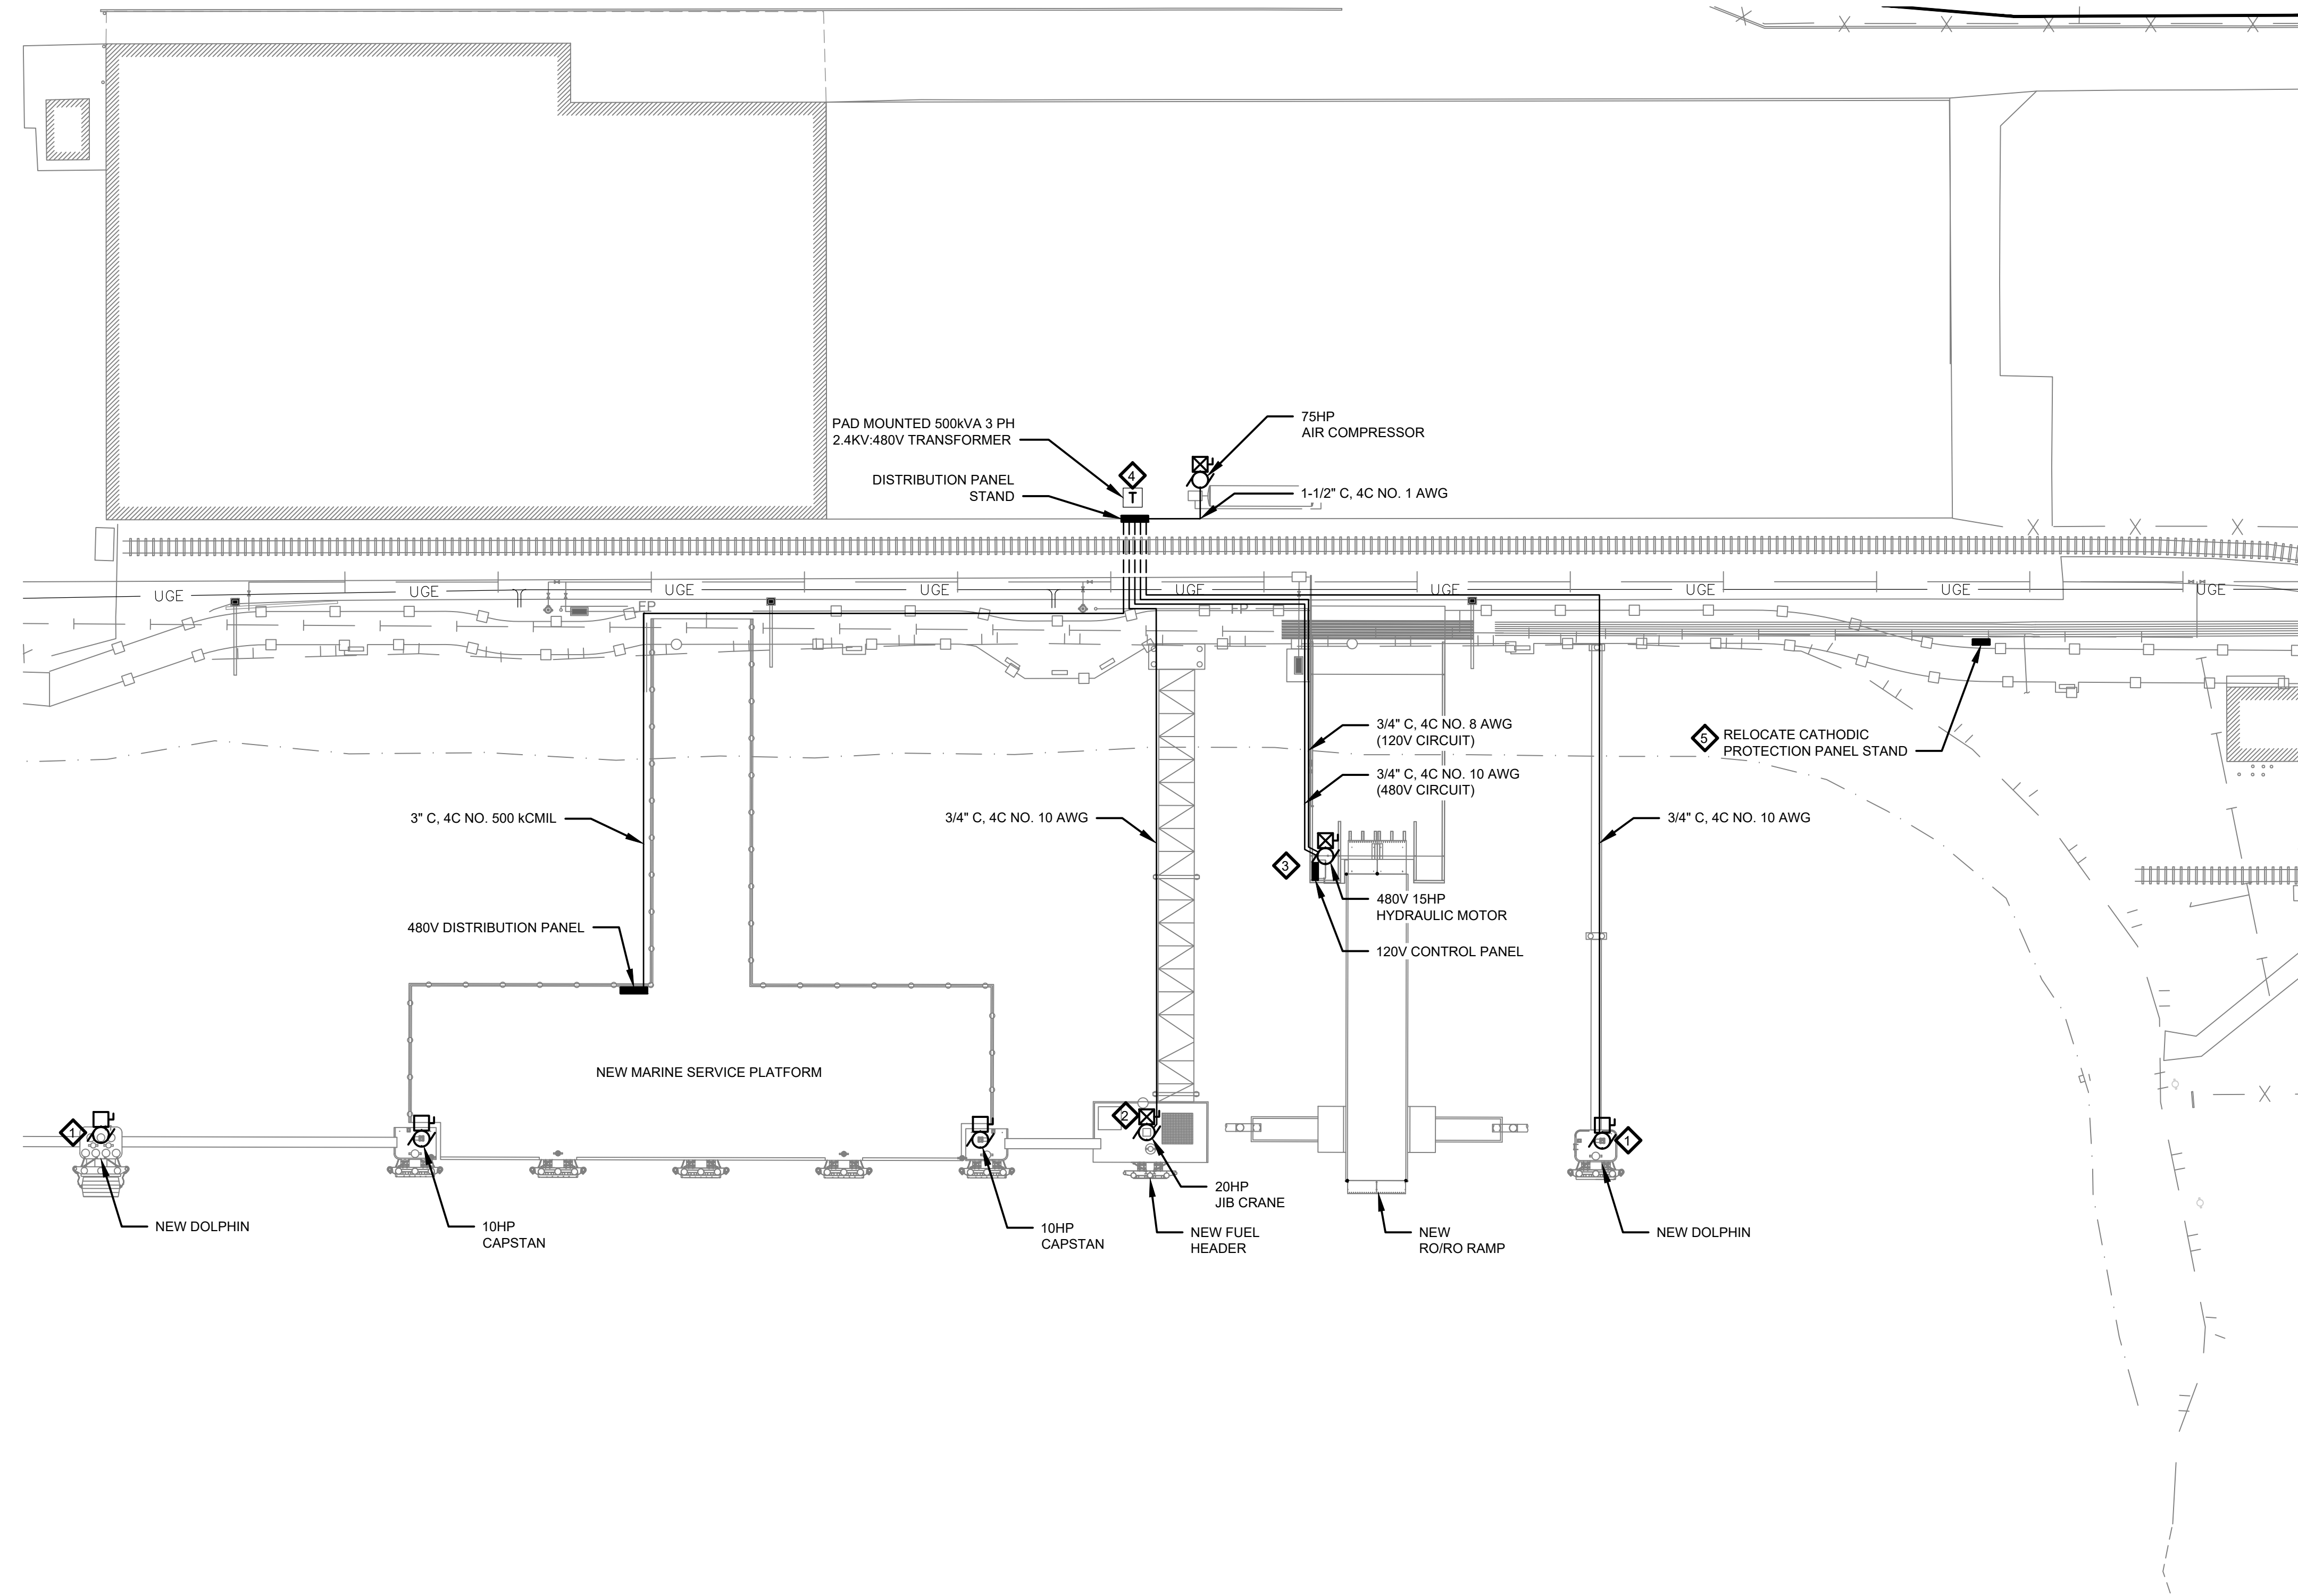 75HP
AIR COMPRESSOR
PAD MOUNTED 500kVA 3 PH
2.4KV:480V TRANSFORMER
4
T
DISTRIBUTION PANEL
STAND
1-1/2" C, 4C NO. 1 AWG
UGE
UGE
UGE
UGE
UGE
UGE
UGE
UGE
UGE
3/4" C, 4C NO. 8 AWG
(120V CIRCUIT)
5
RELOCATE CATHODIC
PROTECTION PANEL STAND
3/4" C, 4C NO. 10 AWG
(480V CIRCUIT)
3" C, 4C NO. 500 kCMIL
3/4" C, 4C NO. 10 AWG
3/4" C, 4C NO. 10 AWG
3
480V 15HP
HYDRAULIC MOTOR
480V DISTRIBUTION PANEL
120V CONTROL PANEL
NEW MARINE SERVICE PLATFORM
1
2
1
20HP
JIB CRANE
NEW DOLPHIN
10HP
CAPSTAN
10HP
CAPSTAN
NEW FUEL
HEADER
NEW
RO/RO RAMP
NEW DOLPHIN